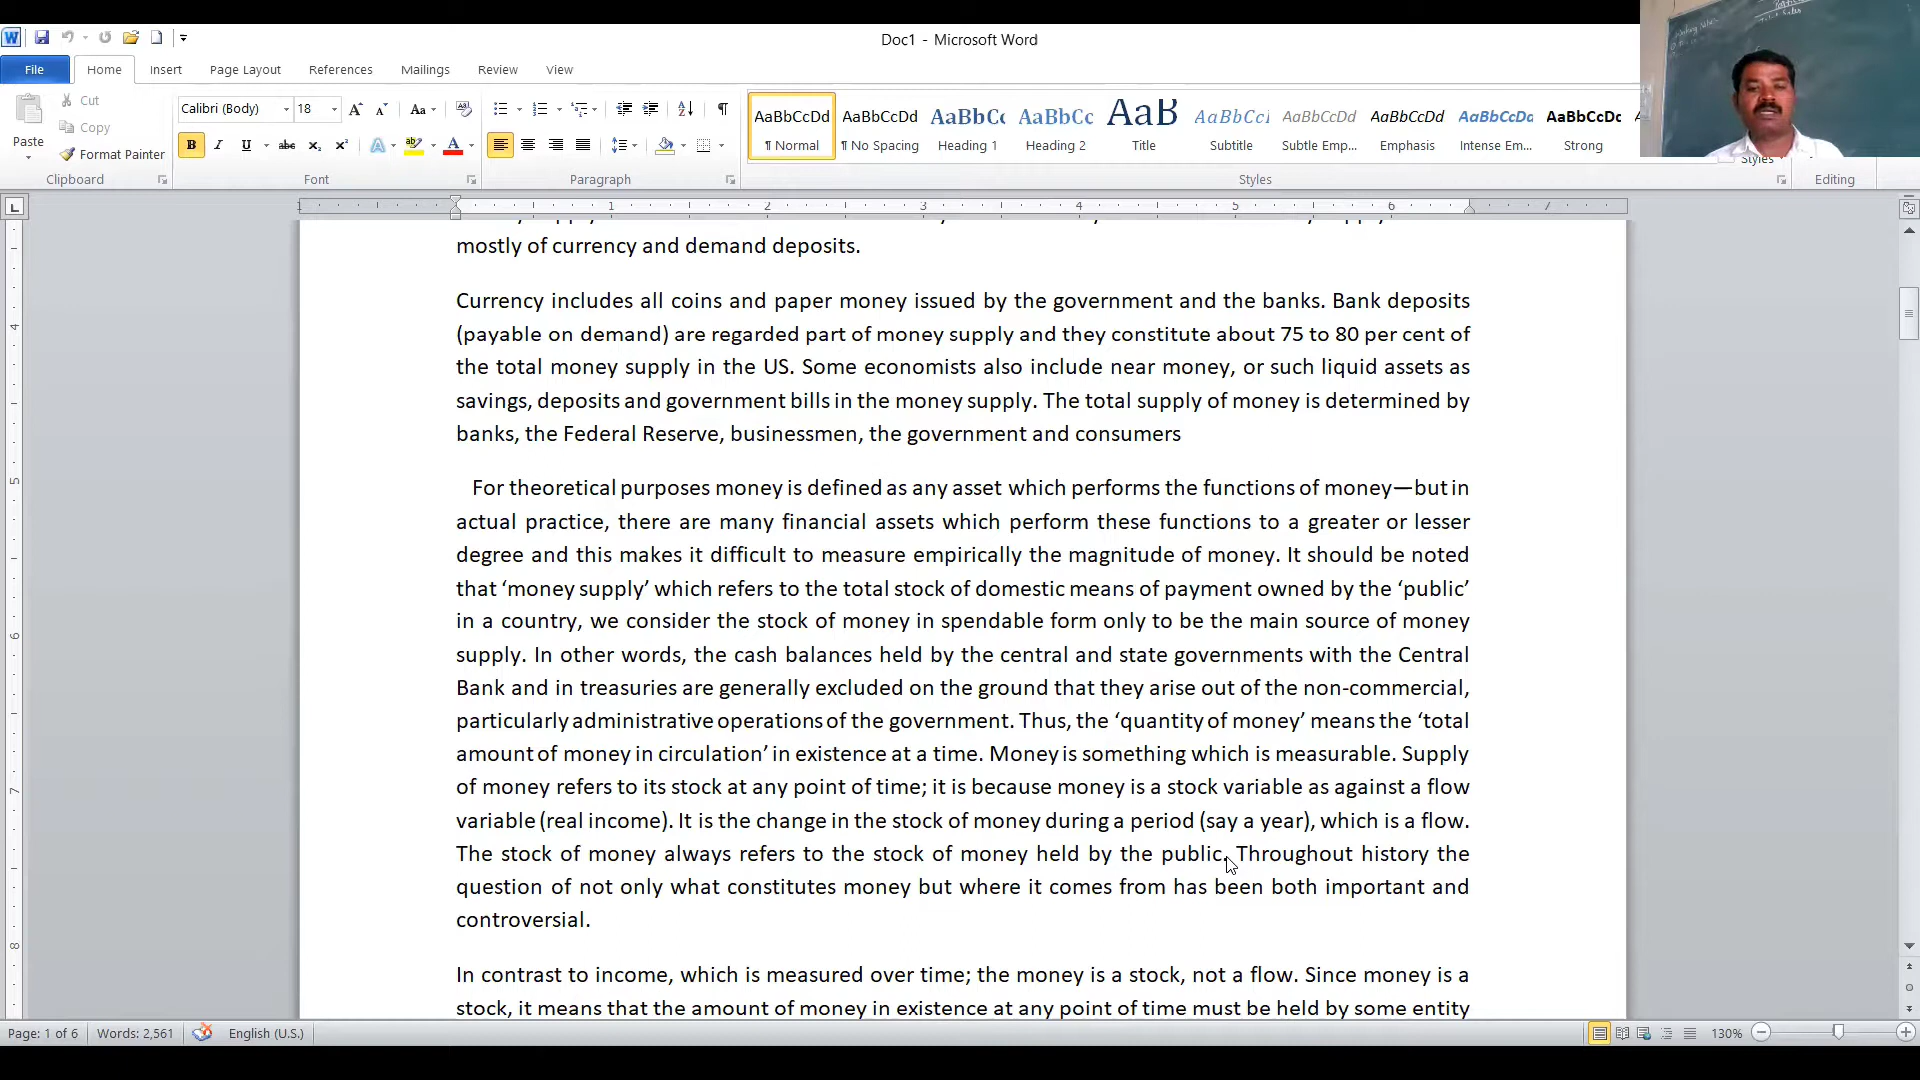 Doc1 - Microsoft Word
File Home Insert Page Layout References Mailings Review View
Cut
Copy
Paste
Format Painter
Clipboard
Calibri (Body) 18
Font
Paragraph
AaBbCcDd AaBbCcDd AaBbCc AaBbCc AaB AaBbCcI AaBbCcDd AaBbCcDd AaBbCcDd AaBbCcDc
¶ Normal ¶ No Spacing Heading 1 Heading 2 Title Subtitle Subtle Emp... Emphasis Intense Em... Strong
Styles
Styles Editing
1 1 2 3 4 5 6 7
mostly of currency and demand deposits.
Currency includes all coins and paper money issued by the government and the banks. Bank deposits
(payable on demand) are regarded part of money supply and they constitute about 75 to 80 per cent of
the total money supply in the US. Some economists also include near money, or such liquid assets as
savings, deposits and government bills in the money supply. The total supply of money is determined by
banks, the Federal Reserve, businessmen, the government and consumers
For theoretical purposes money is defined as any asset which performs the functions of money—but in
actual practice, there are many financial assets which perform these functions to a greater or lesser
degree and this makes it difficult to measure empirically the magnitude of money. It should be noted
that ‘money supply’ which refers to the total stock of domestic means of payment owned by the ‘public’
in a country, we consider the stock of money in spendable form only to be the main source of money
supply. In other words, the cash balances held by the central and state governments with the Central
Bank and in treasuries are generally excluded on the ground that they arise out of the non-commercial,
particularly administrative operations of the government. Thus, the ‘quantity of money’ means the ‘total
amount of money in circulation’ in existence at a time. Money is something which is measurable. Supply
of money refers to its stock at any point of time; it is because money is a stock variable as against a flow
variable (real income). It is the change in the stock of money during a period (say a year), which is a flow.
The stock of money always refers to the stock of money held by the public. Throughout history the
question of not only what constitutes money but where it comes from has been both important and
controversial.
In contrast to income, which is measured over time; the money is a stock, not a flow. Since money is a
stock, it means that the amount of money in existence at any point of time must be held by some entity
4
5
6
7
8
Page: 1 of 6 Words: 2,561 English (U.S.) 130%